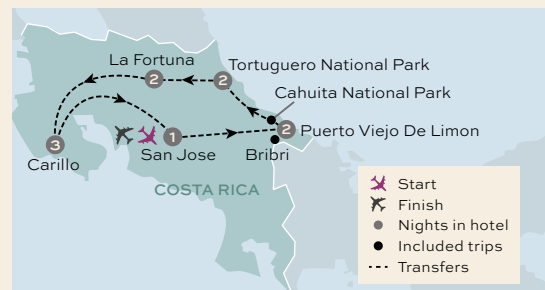 La Fortuna
2
2
Tortuguero National Park
Cahuita National Park
3
1
2
Puerto Viejo De Limon
Carillo
San Jose
Bribri
COSTA RICA
Start
Finish
Nights in hotel
Included trips
Transfers